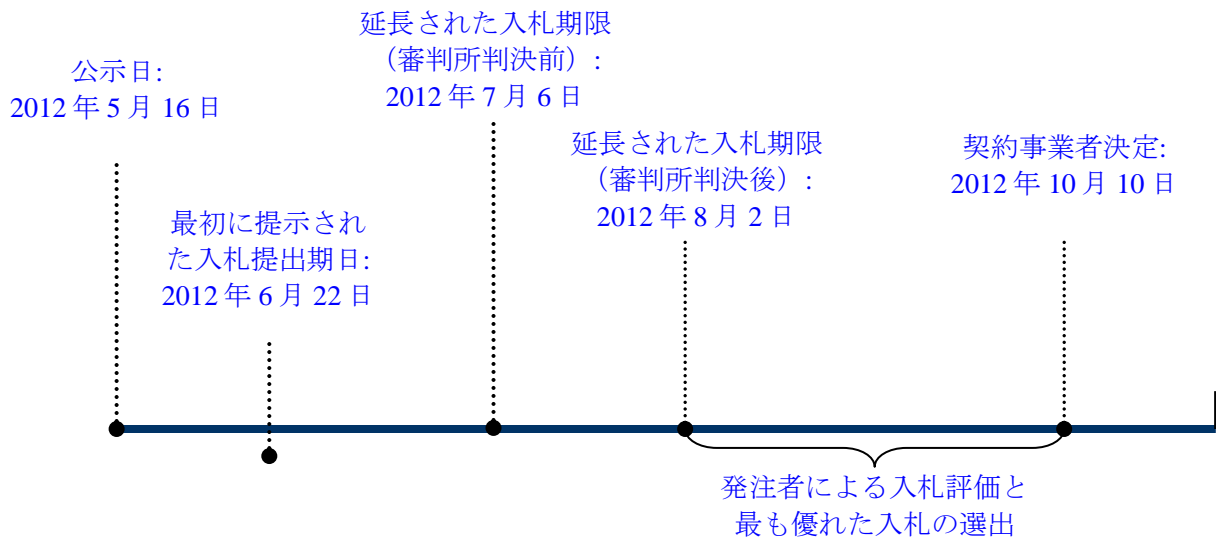 公示日:
2012 年 5 月 16 日
最初に提示され
た入札提出期日:
2012 年 6 月 22 日
延長された入札期限
（審判所判決前）:
2012 年 7 月 6 日
延長された入札期限
（審判所判決後）:
2012 年 8 月 2 日
契約事業者決定:
2012 年 10 月 10 日
発注者による入札評価と
最も優れた入札の選出